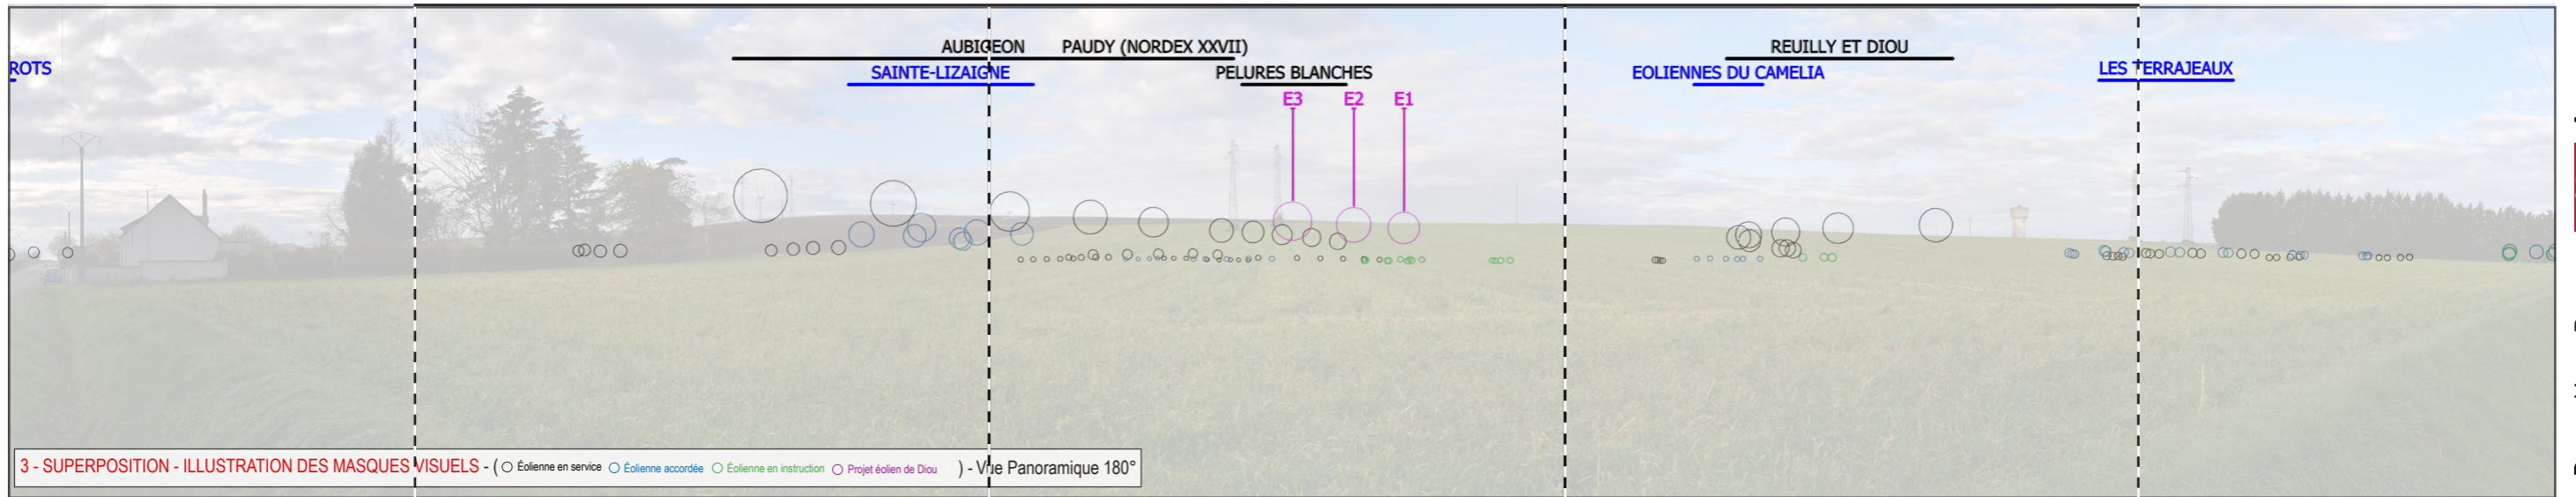 AUBIGEON PAUDY (NORDEX XXVII) REUILLY ET DIOU
ROTS SAINTE-LIZAIGNE PELURES BLANCHES EOLIENNES DU CAMELIA LES TERRAJEAUX
E3 E2 E1
3 - SUPERPOSITION - ILLUSTRATION DES MASQUES VISUELS - ( Éolienne en service Éolienne accordée Éolienne en instruction Projet éolien de Diou ) - Vue Panoramique 180°